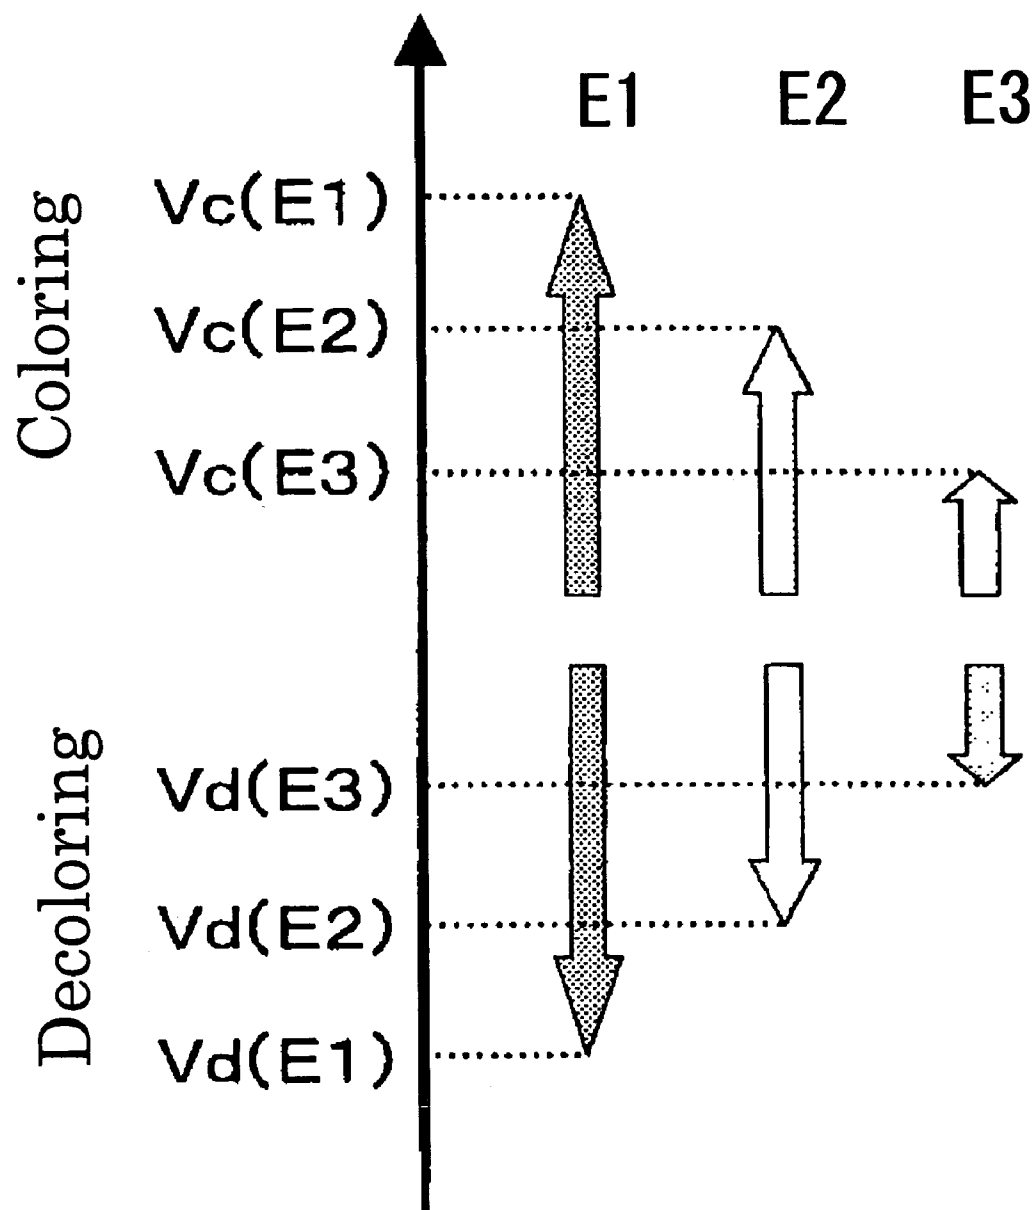 E1 E2 E3
Coloring
Vc(E1)
Vc(E2)
Vc(E3)
Decoloring
Vd(E3)
Vd(E2)
Vd(E1)